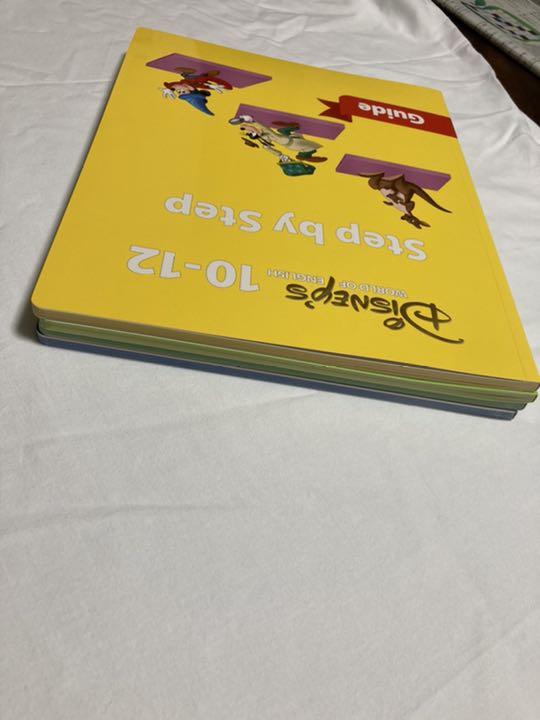 Disney's
WORLD OF ENGLISH
10-12
Step by Step
Guide